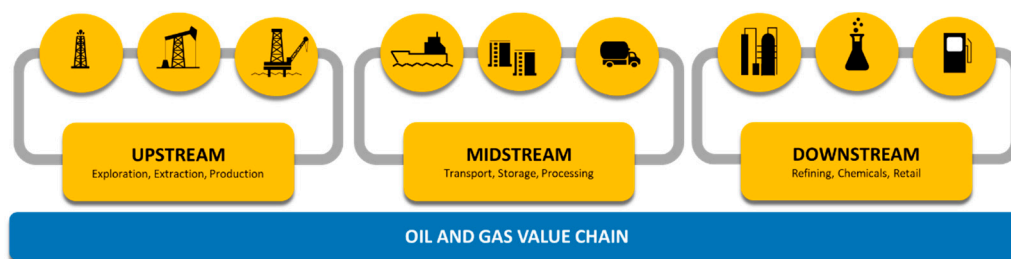 UPSTREAM
Exploration, Extraction, Production
MIDSTREAM
Transport, Storage, Processing
DOWNSTREAM
Refining, Chemicals, Retail
OIL AND GAS VALUE CHAIN